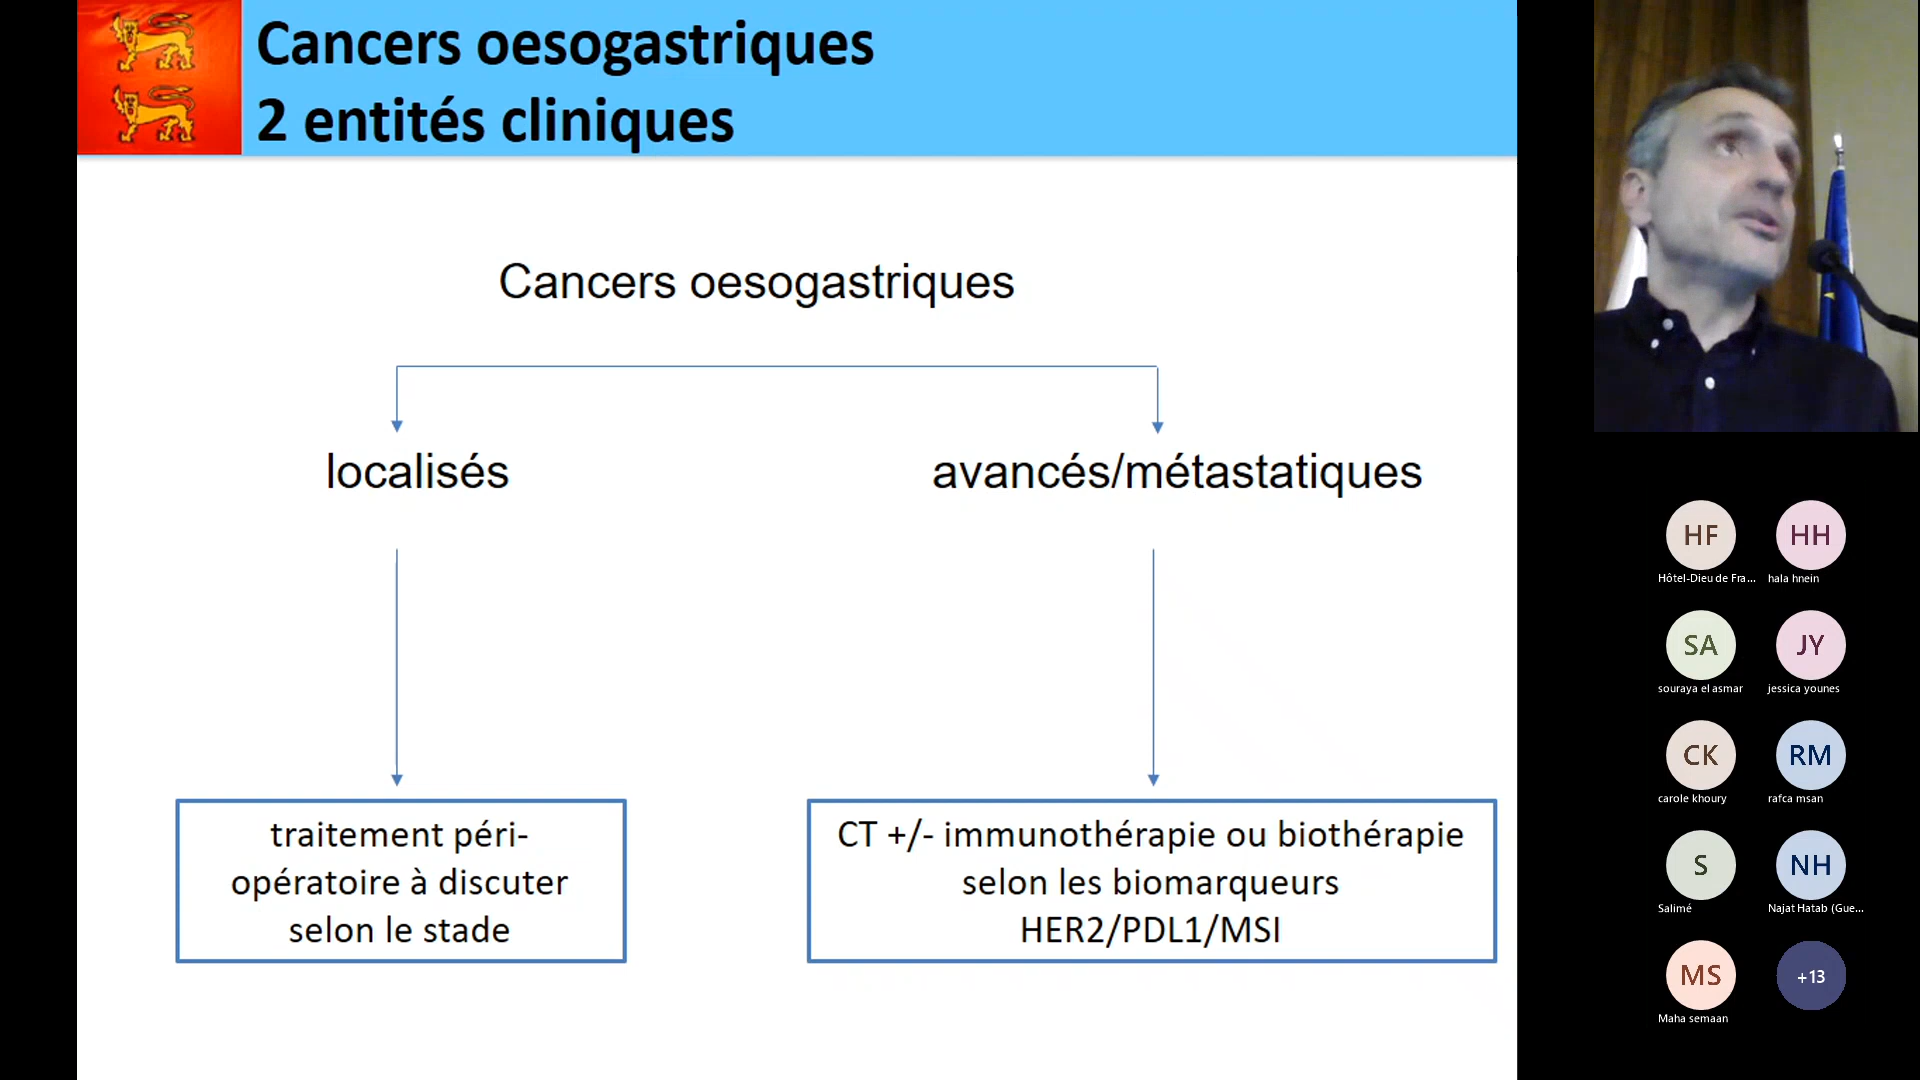 Cancers oesogastriques
2 entités cliniques
Cancers oesogastriques
localisés
avancés/métastatiques
traitement péri-
opératoire à discuter
selon le stade
CT +/- immunothérapie ou biothérapie
selon les biomarqueurs
HER2/PDL1/MSI
HF
Hôtel-Dieu de Fra...
HH
hala hnein
SA
souraya el asmar
JY
jessica younes
CK
carole khoury
RM
rafca msan
S
Salimé
NH
Najat Hatab (Gue...
MS
Maha semaan
+13